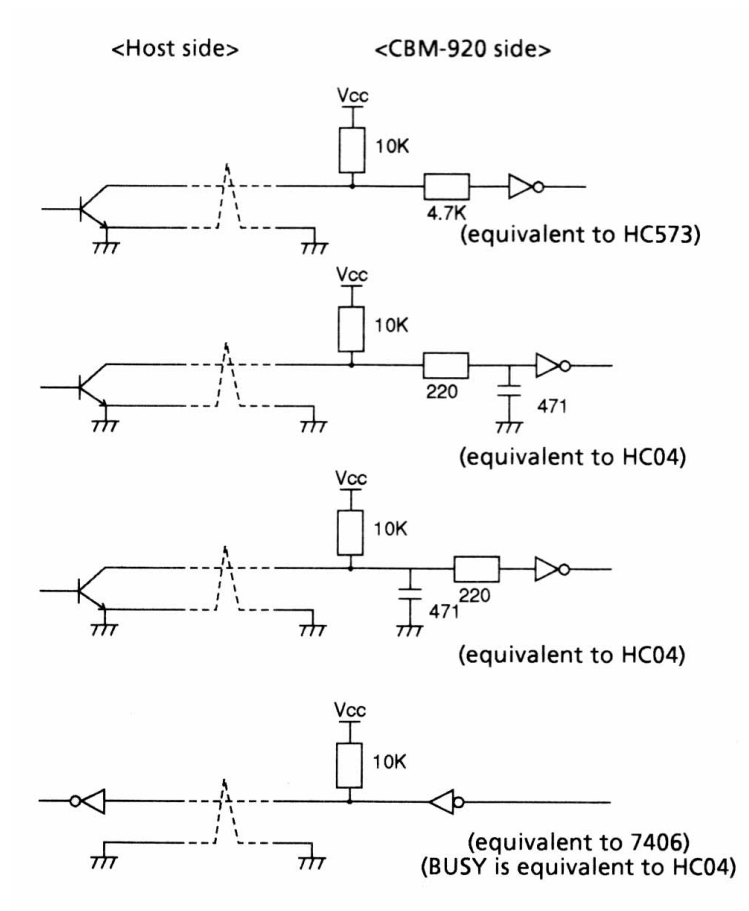 <Host side> <CBM-920 side>
Vcc
10K
4.7K
(equivalent to HC573)
Vcc
10K
220
471
(equivalent to HC04)
Vcc
10K
471
220
(equivalent to HC04)
Vcc
10K
(equivalent to 7406)
(BUSY is equivalent to HC04)